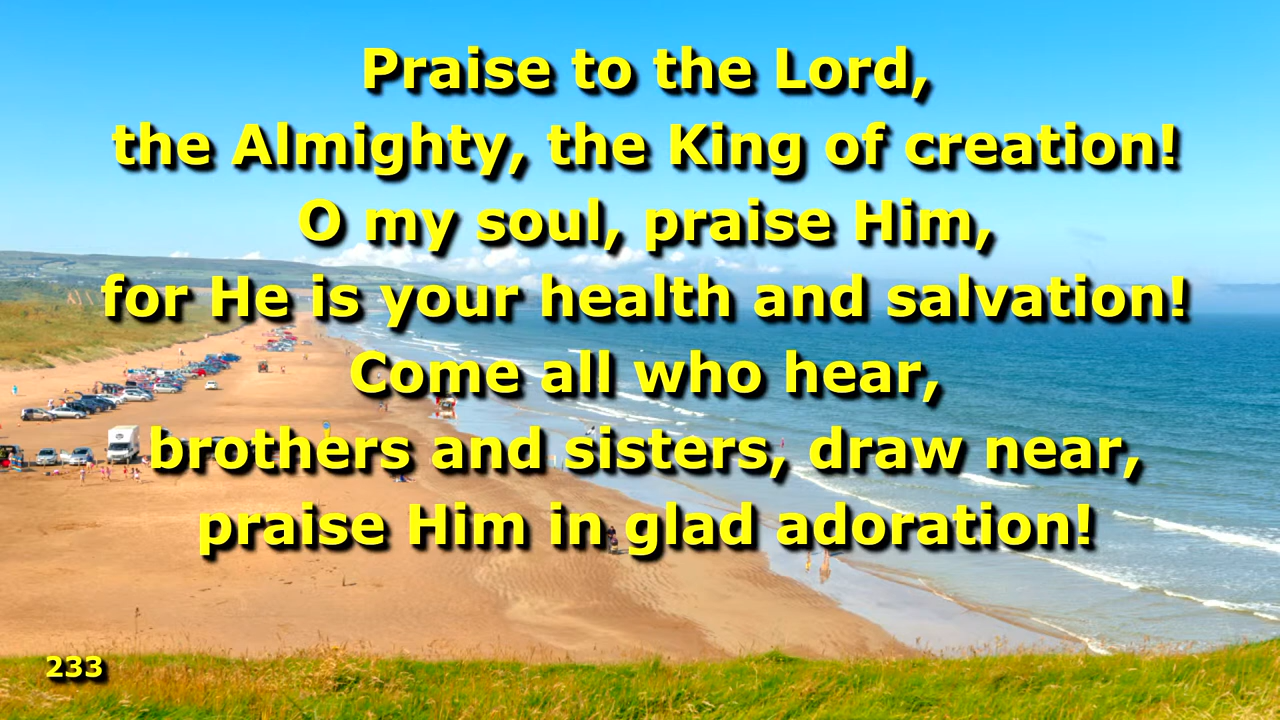 Praise to the Lord,
the Almighty, the King of creation!
O my soul, praise Him,
for He is your health and salvation!
Come all who hear,
brothers and sisters, draw near,
praise Him in glad adoration!
233